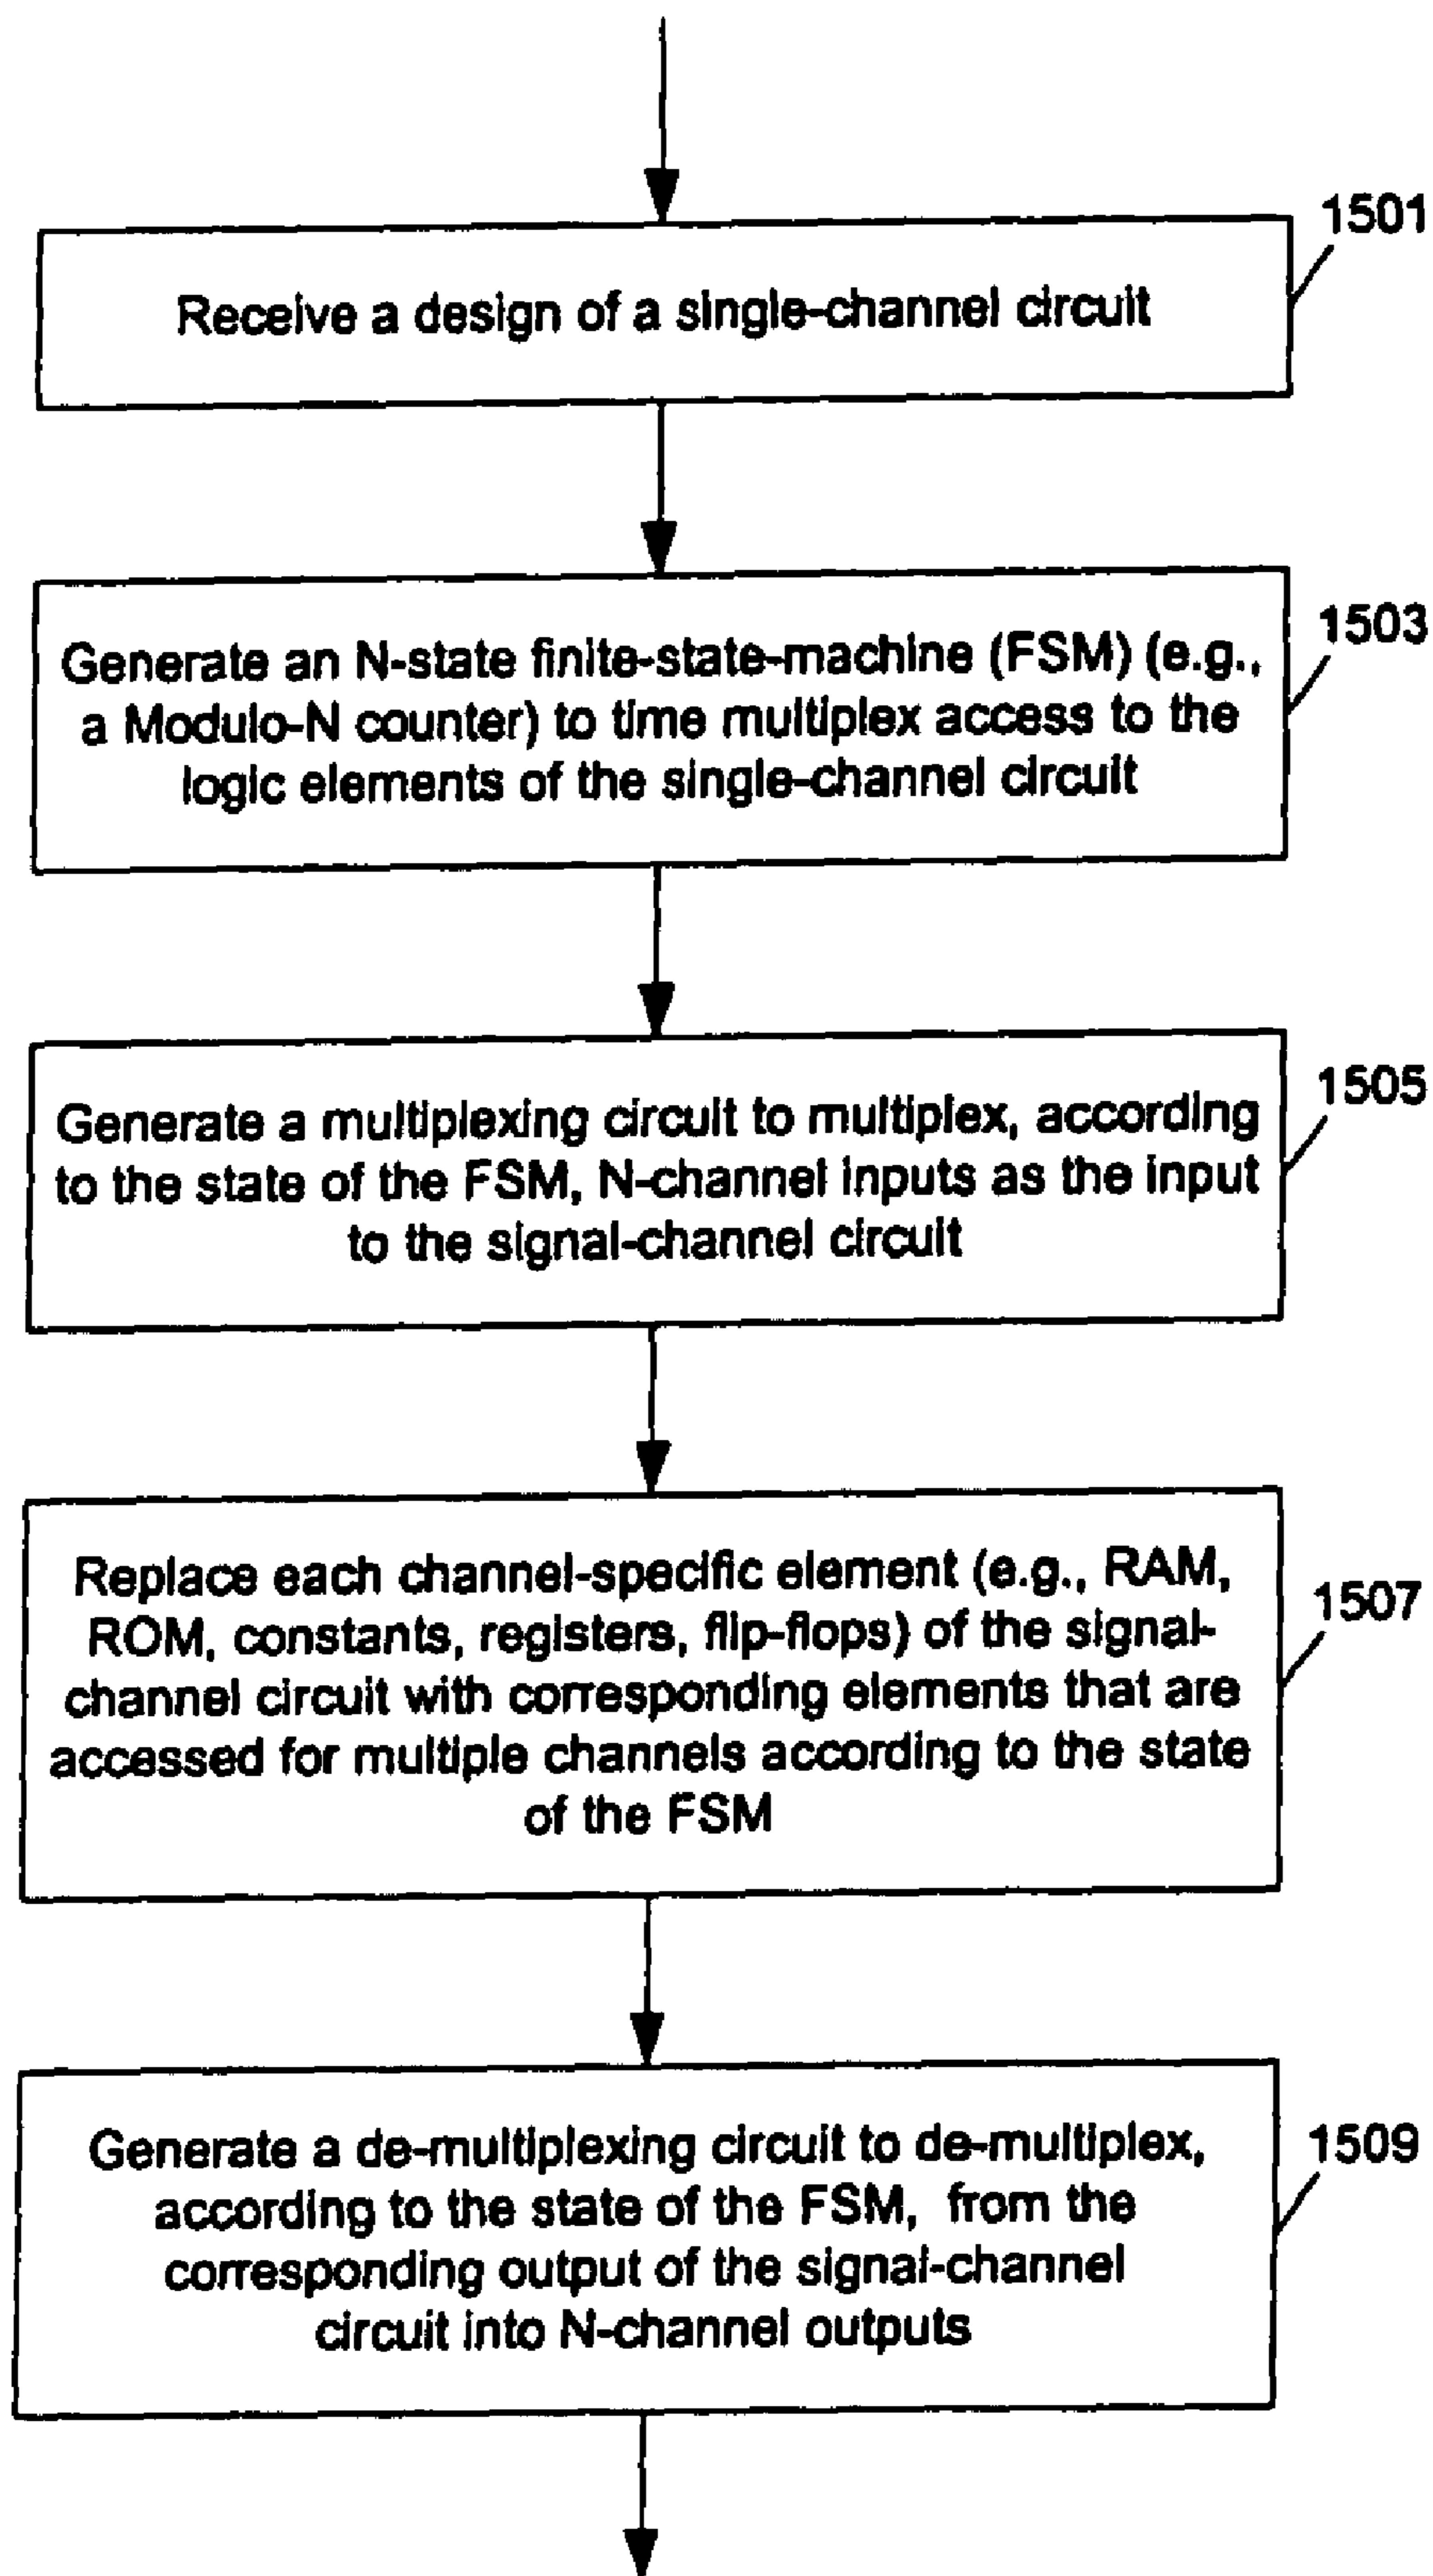 1501
Receive a design of a single-channel circuit
1503
Generate an N-state finite-state-machine (FSM) (e.g.,
a Modulo-N counter) to time multiplex access to the
logic elements of the single-channel circuit
1505
Generate a multiplexing circuit to multiplex, according
to the state of the FSM, N-channel inputs as the input
to the signal-channel circuit
1507
Replace each channel-specific element (e.g., RAM,
ROM, constants, registers, flip-flops) of the signal-
channel circuit with corresponding elements that are
accessed for multiple channels according to the state
of the FSM
1509
Generate a de-multiplexing circuit to de-multiplex,
according to the state of the FSM, from the
corresponding output of the signal-channel
circuit into N-channel outputs